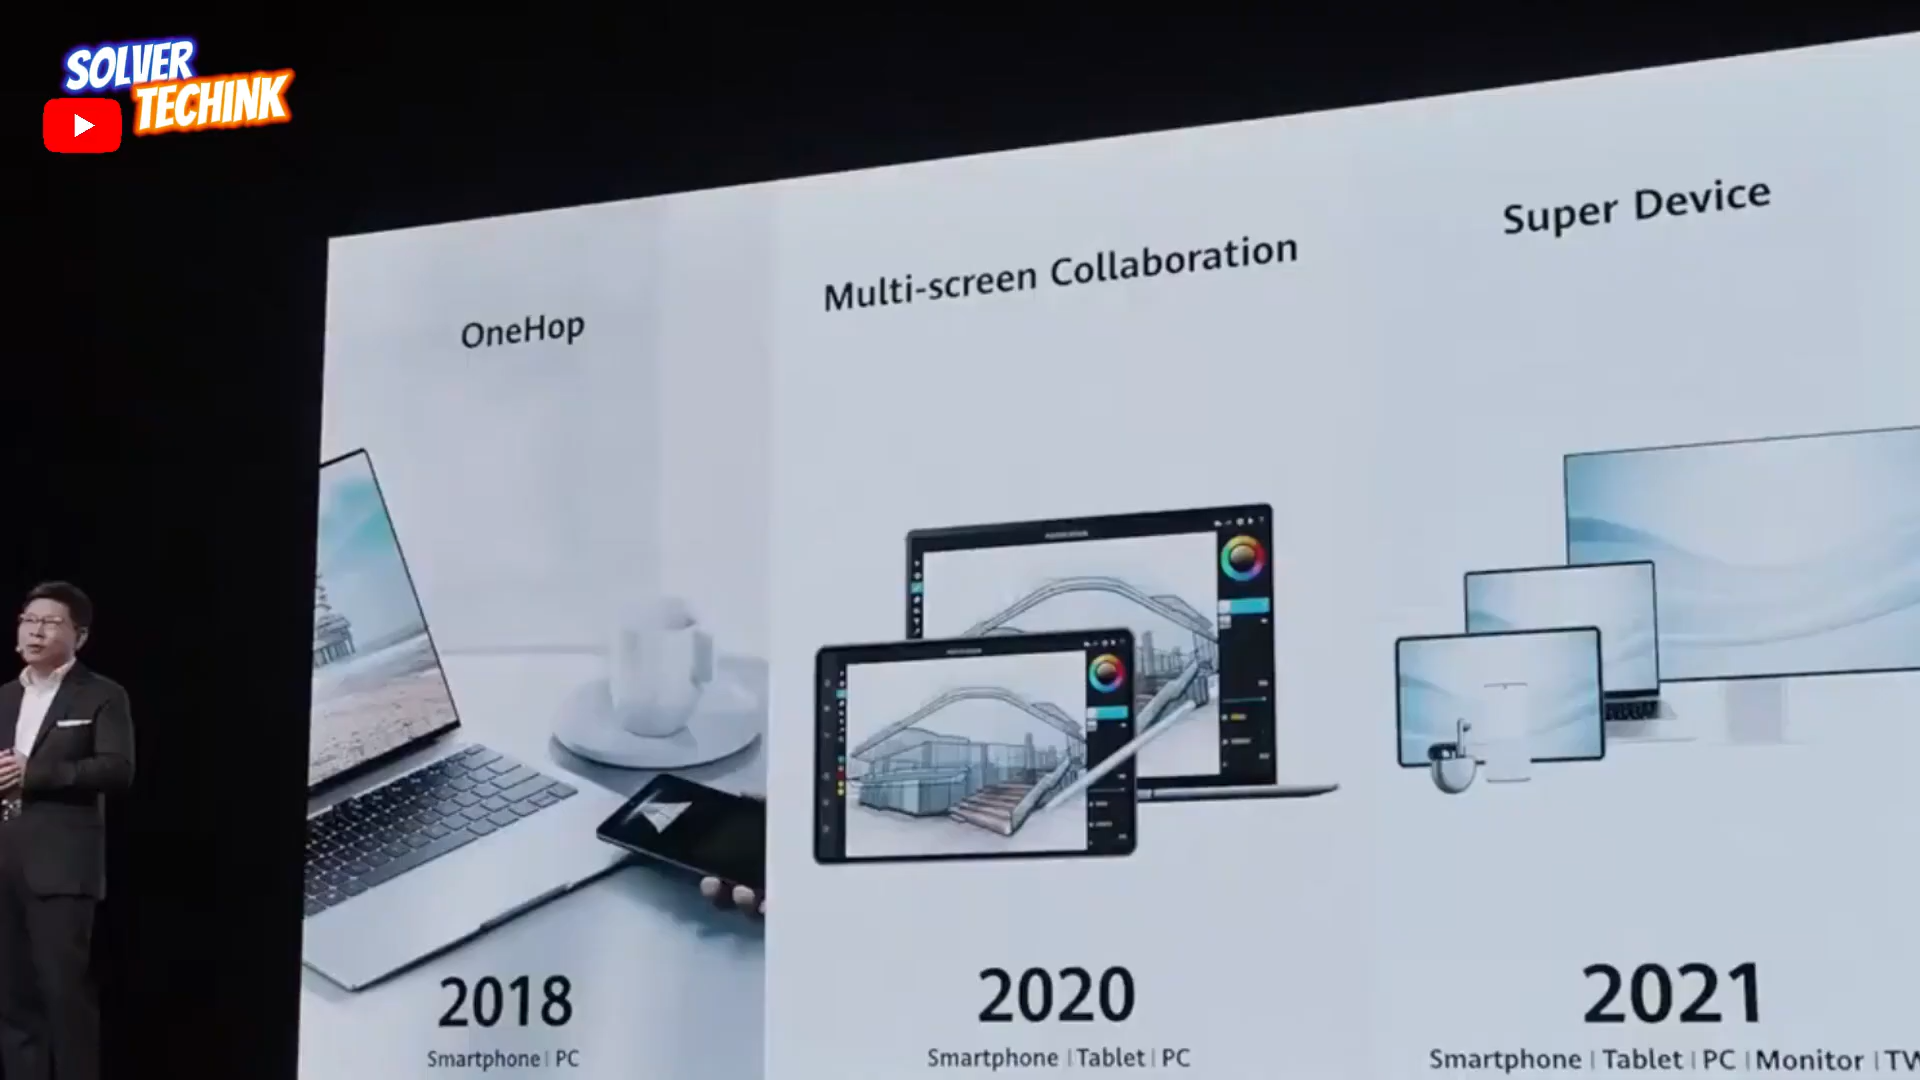 SOLVER
TECHINK
OneHop
Multi-screen Collaboration
Super Device
2018
Smartphone | PC
2020
Smartphone | Tablet | PC
2021
Smartphone | Tablet | PC | Monitor |